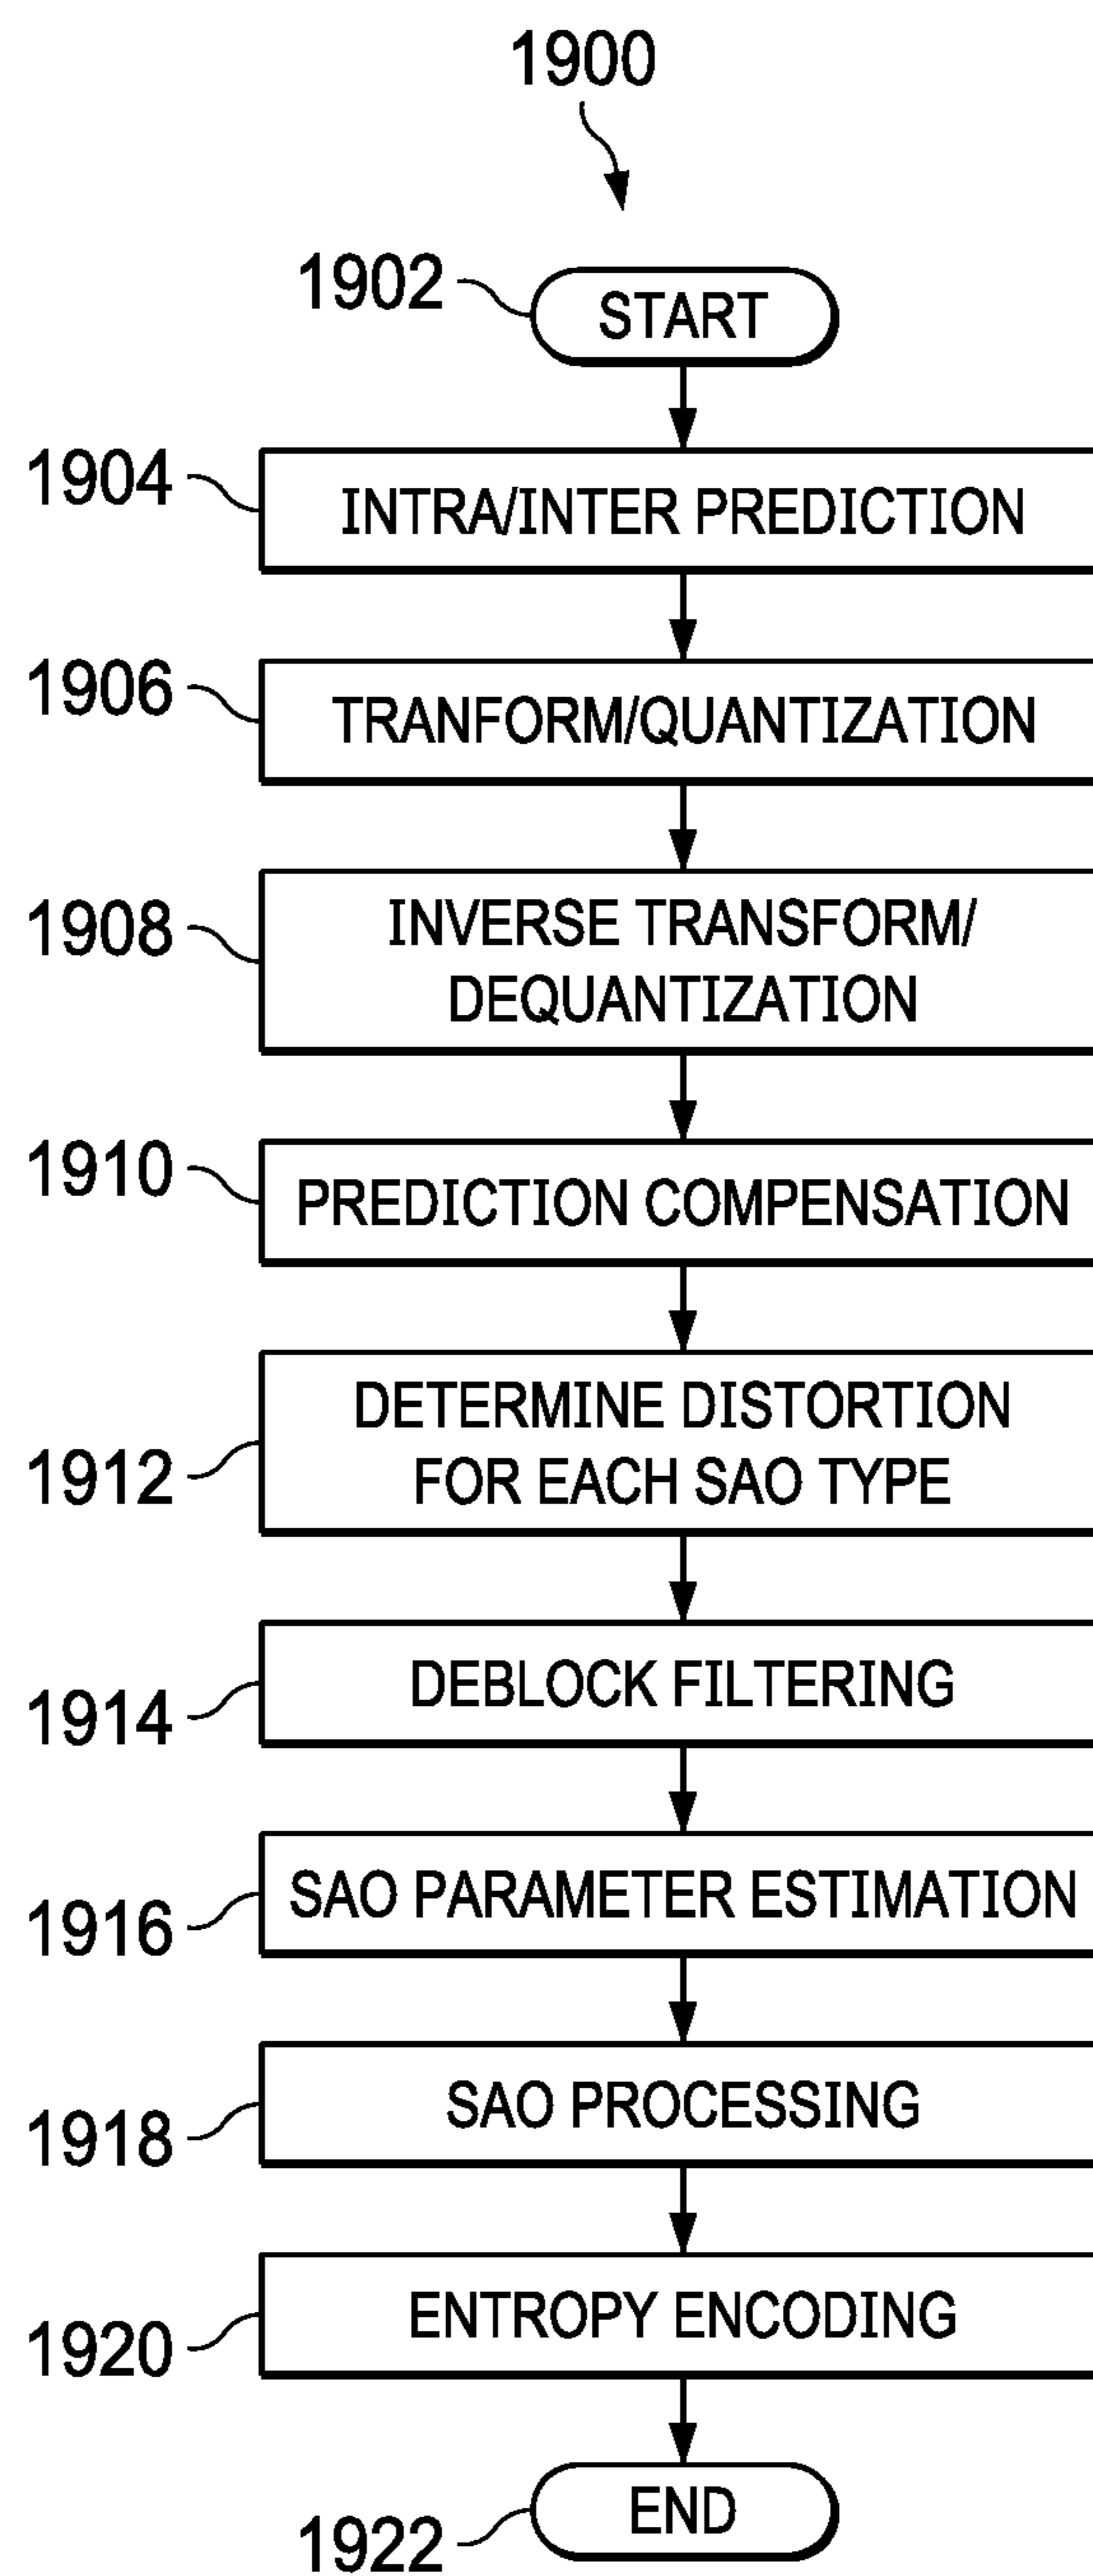 1900
1902
START
1904
INTRA/INTER PREDICTION
1906
TRANFORM/QUANTIZATION
1908
INVERSE TRANSFORM/
DEQUANTIZATION
1910
PREDICTION COMPENSATION
1912
DETERMINE DISTORTION
FOR EACH SAO TYPE
1914
DEBLOCK FILTERING
1916
SAO PARAMETER ESTIMATION
1918
SAO PROCESSING
1920
ENTROPY ENCODING
1922
END